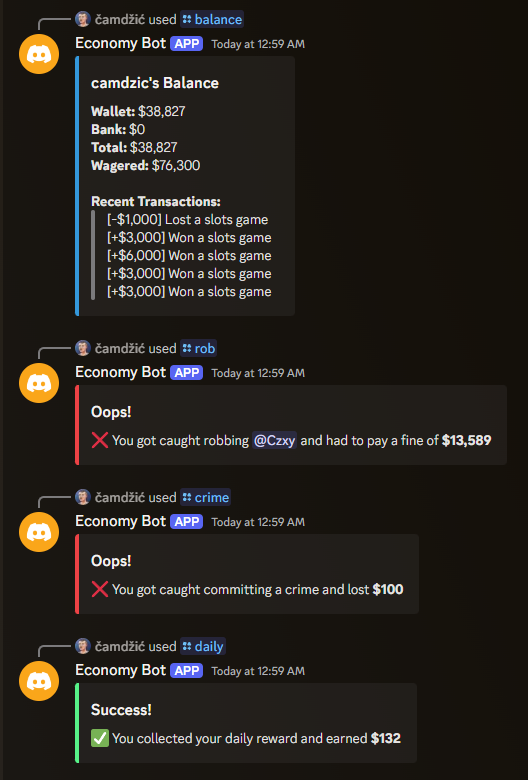 čamdžić used balance
Economy Bot APP Today at 12:59 AM
camdzic's Balance
Wallet: $38,827
Bank: $0
Total: $38,827
Wagered: $76,300
Recent Transactions:
[-$1,000] Lost a slots game
[+$3,000] Won a slots game
[+$6,000] Won a slots game
[+$3,000] Won a slots game
[+$3,000] Won a slots game
čamdžić used rob
Economy Bot APP Today at 12:59 AM
Oops!
❌ You got caught robbing @Czxy and had to pay a fine of $13,589
čamdžić used crime
Economy Bot APP Today at 12:59 AM
Oops!
❌ You got caught committing a crime and lost $100
čamdžić used daily
Economy Bot APP Today at 12:59 AM
Success!
✅ You collected your daily reward and earned $132